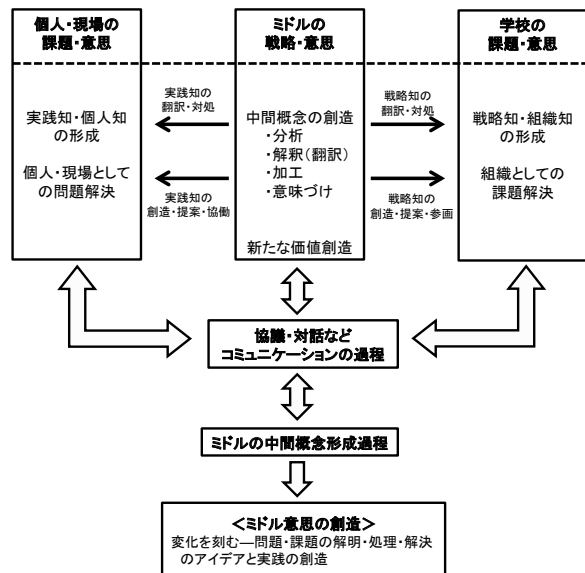 個人・現場の
課題・意思
ミドルの
戦略・意思
学校の
課題・意思
実践知・個人知
の形成
個人・現場として
の問題解決
実践知の
翻訳・対処
実践知の
創造・提案・協働
中間概念の創造
・分析
・解釈(翻訳)
・加工
・意味づけ
新たな価値創造
戦略知の
翻訳・対処
戦略知の
創造・提案・参画
戦略知・組織知
の形成
組織としての
課題解決
協議・対話など
コミュニケーションの過程
ミドルの中間概念形成過程
<ミドル意思の創造>
変化を刻む―問題・課題の解明・処理・解決
のアイデアと実践の創造